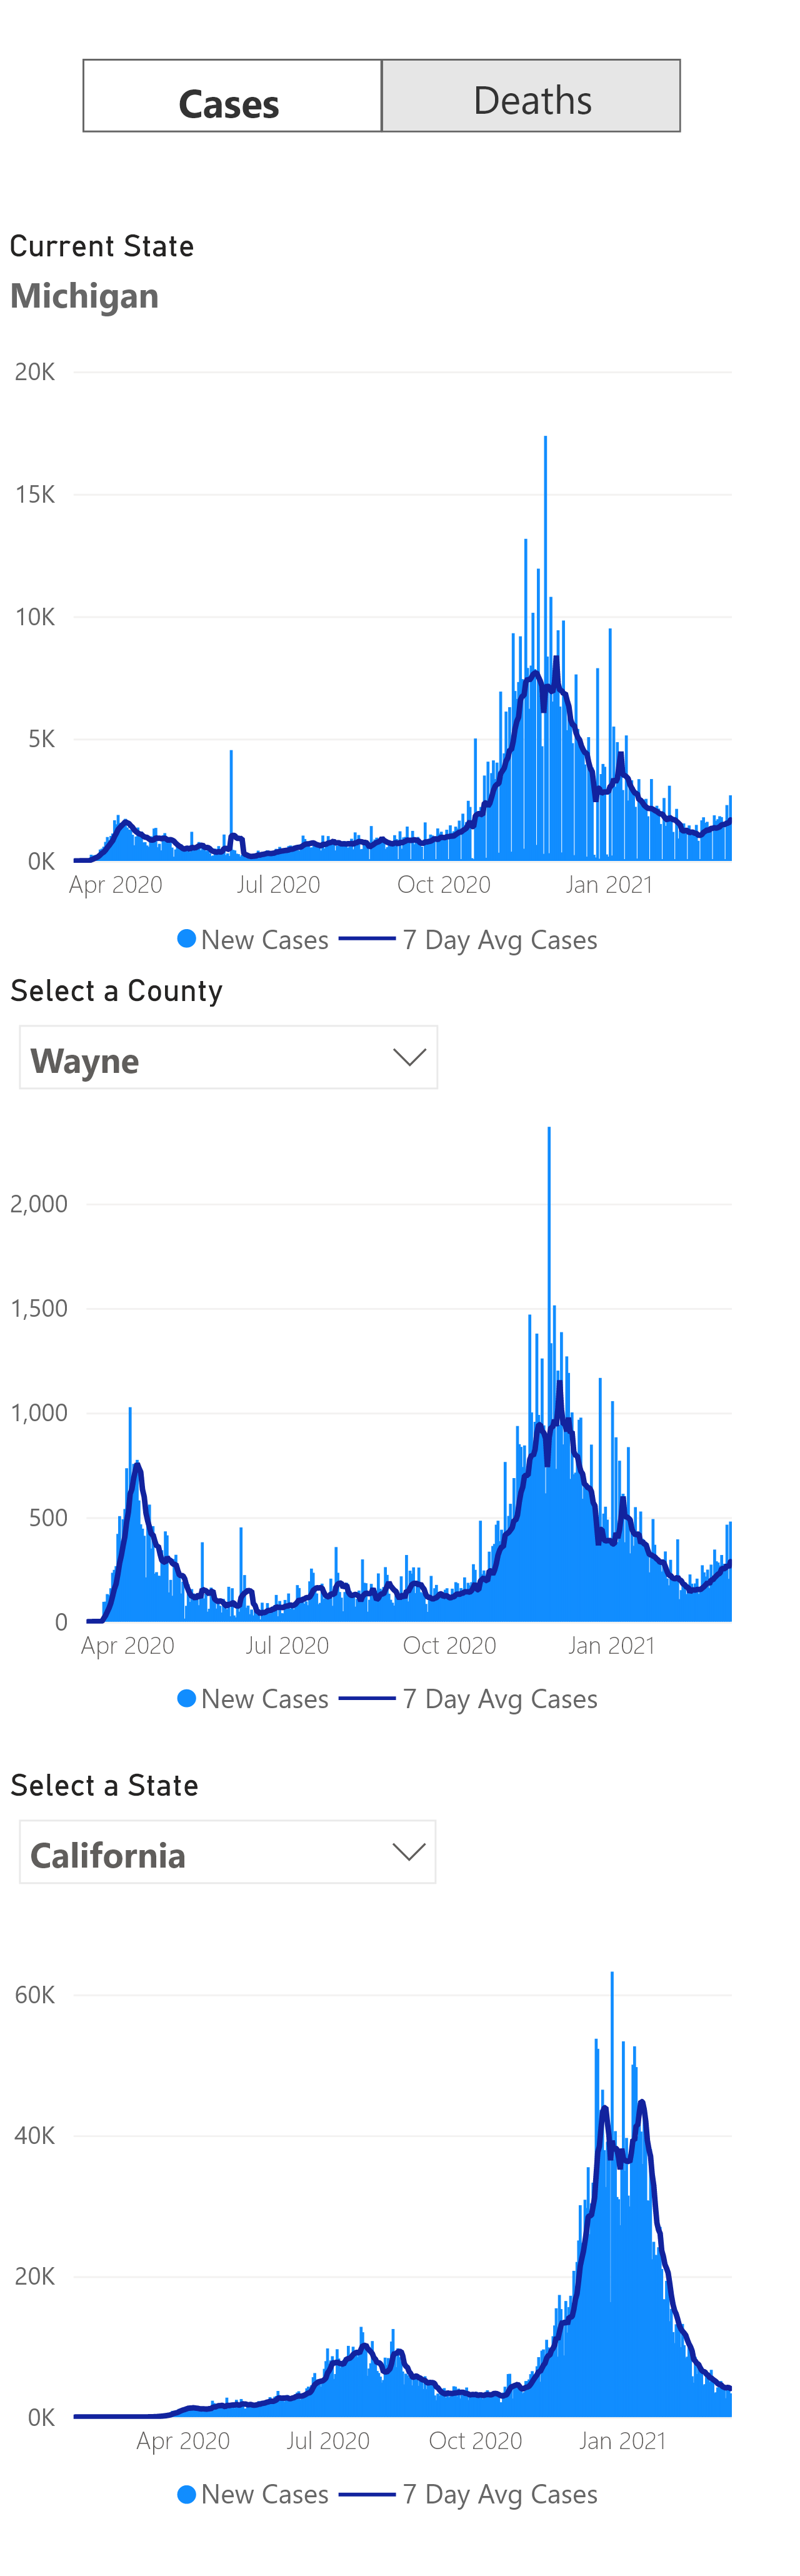 Cases Deaths
Current State
Michigan
20K
15K
10K
5K
0K
Apr 2020 Jul 2020 Oct 2020 Jan 2021
New Cases 7 Day Avg Cases
Select a County
Wayne
2,000
1,500
1,000
500
0
Apr 2020 Jul 2020 Oct 2020 Jan 2021
New Cases 7 Day Avg Cases
Select a State
California
60K
40K
20K
0K
Apr 2020 Jul 2020 Oct 2020 Jan 2021
New Cases 7 Day Avg Cases